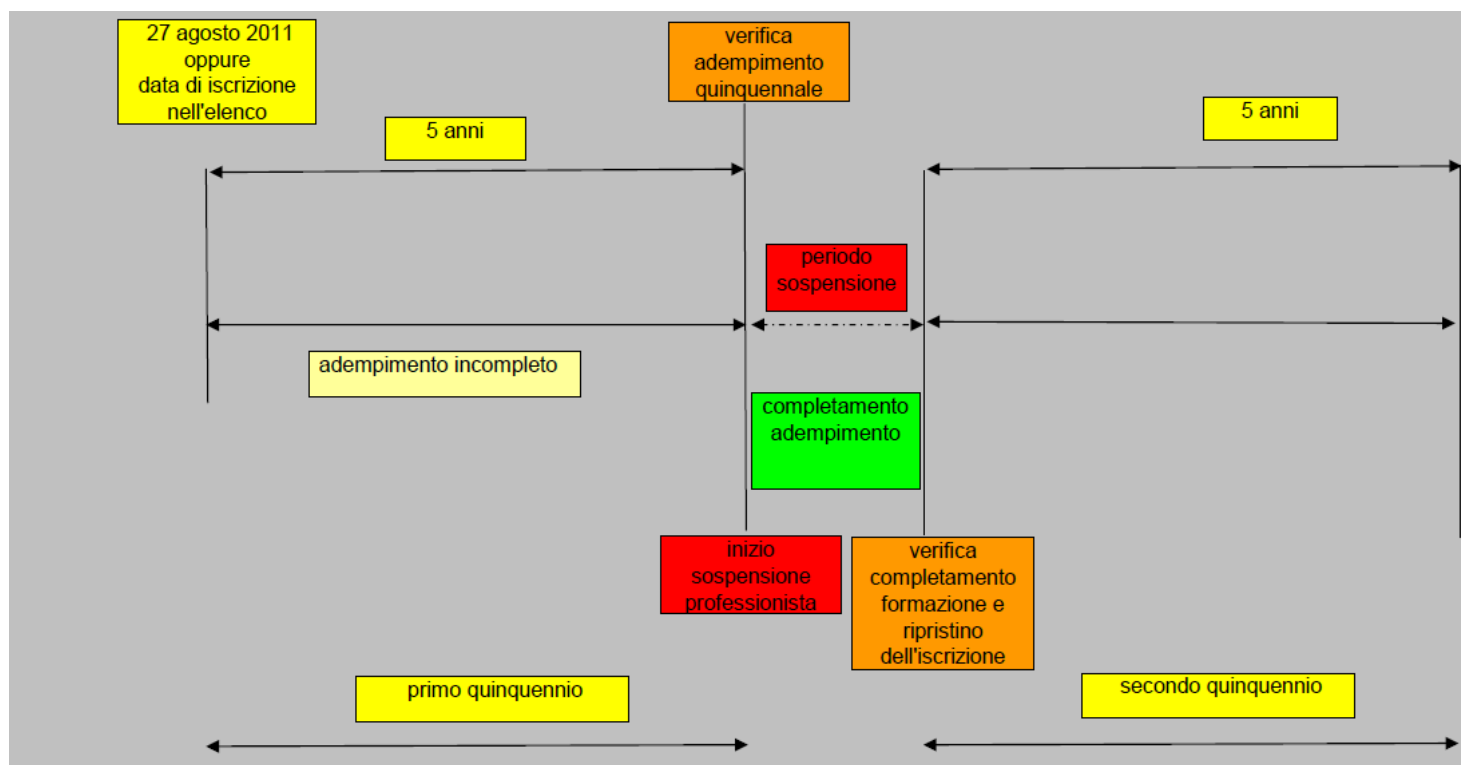 27 agosto 2011
oppure
data di iscrizione
nell'elenco
verifica
adempimento
quinquennale
5 anni
5 anni
periodo
sospensione
adempimento incompleto
completamento
adempimento
inizio
sospensione
professionista
verifica
completamento
formazione e
ripristino
dell'iscrizione
primo quinquennio
secondo quinquennio